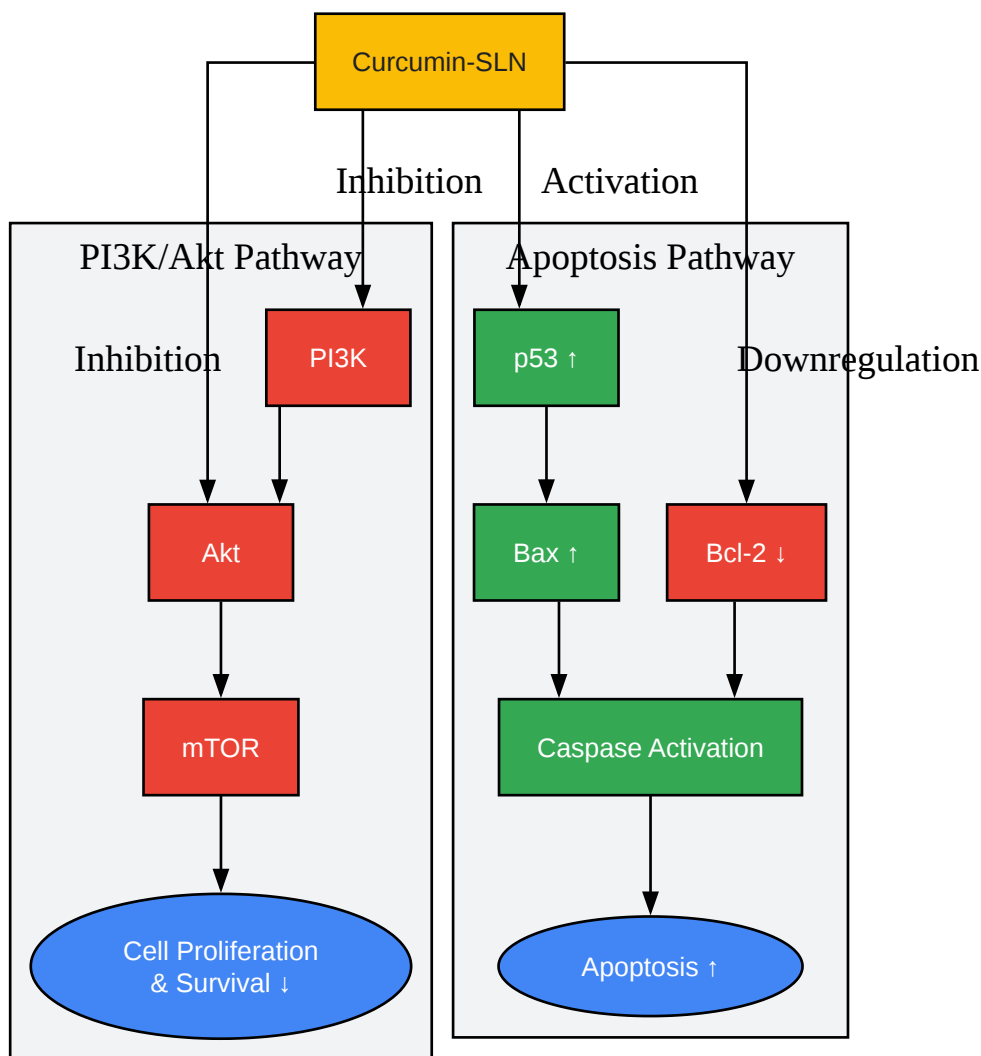 Curcumin-SLN
Inhibition
Activation
PI3K/Akt Pathway
Apoptosis Pathway
Inhibition
PI3K
p53 ↑
Downregulation
Akt
Bax ↑
Bcl-2 ↓
mTOR
Caspase Activation
Cell Proliferation
& Survival ↓
Apoptosis ↑